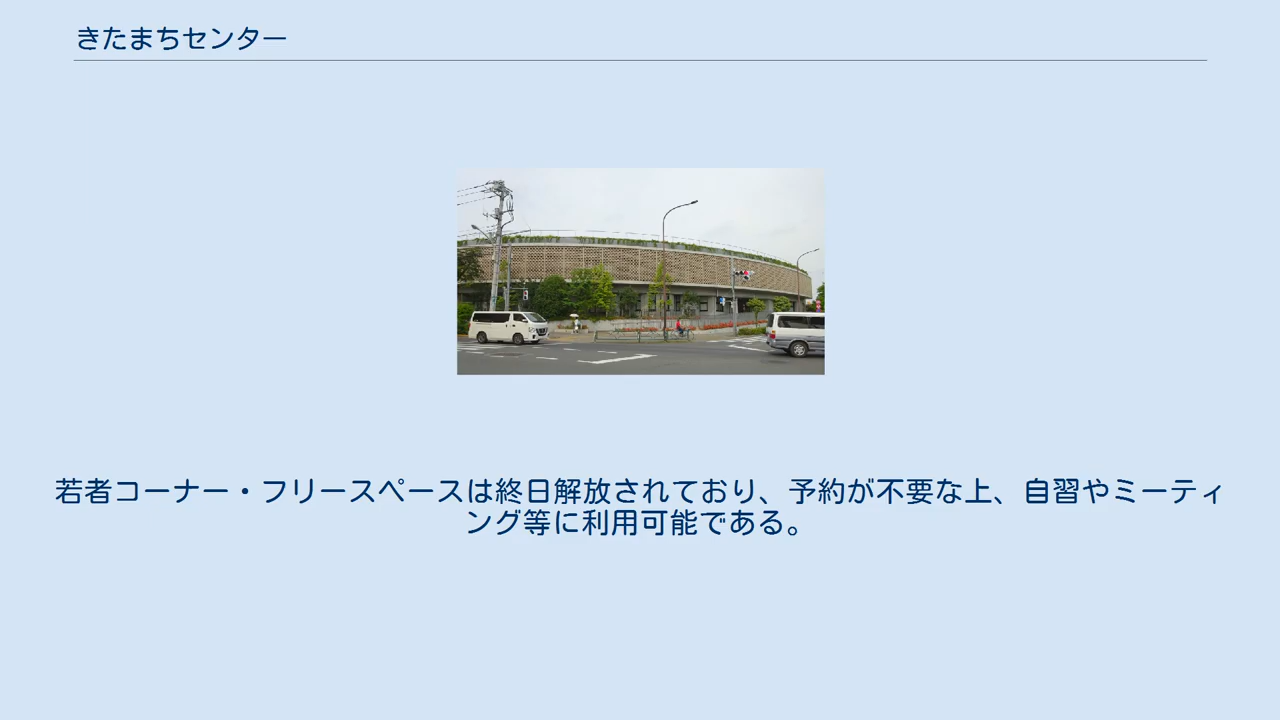 きたまちセンター
若者コーナー・フリースペースは終日解放されており、予約が不要な上、自習やミーティ
ング等に利用可能である。